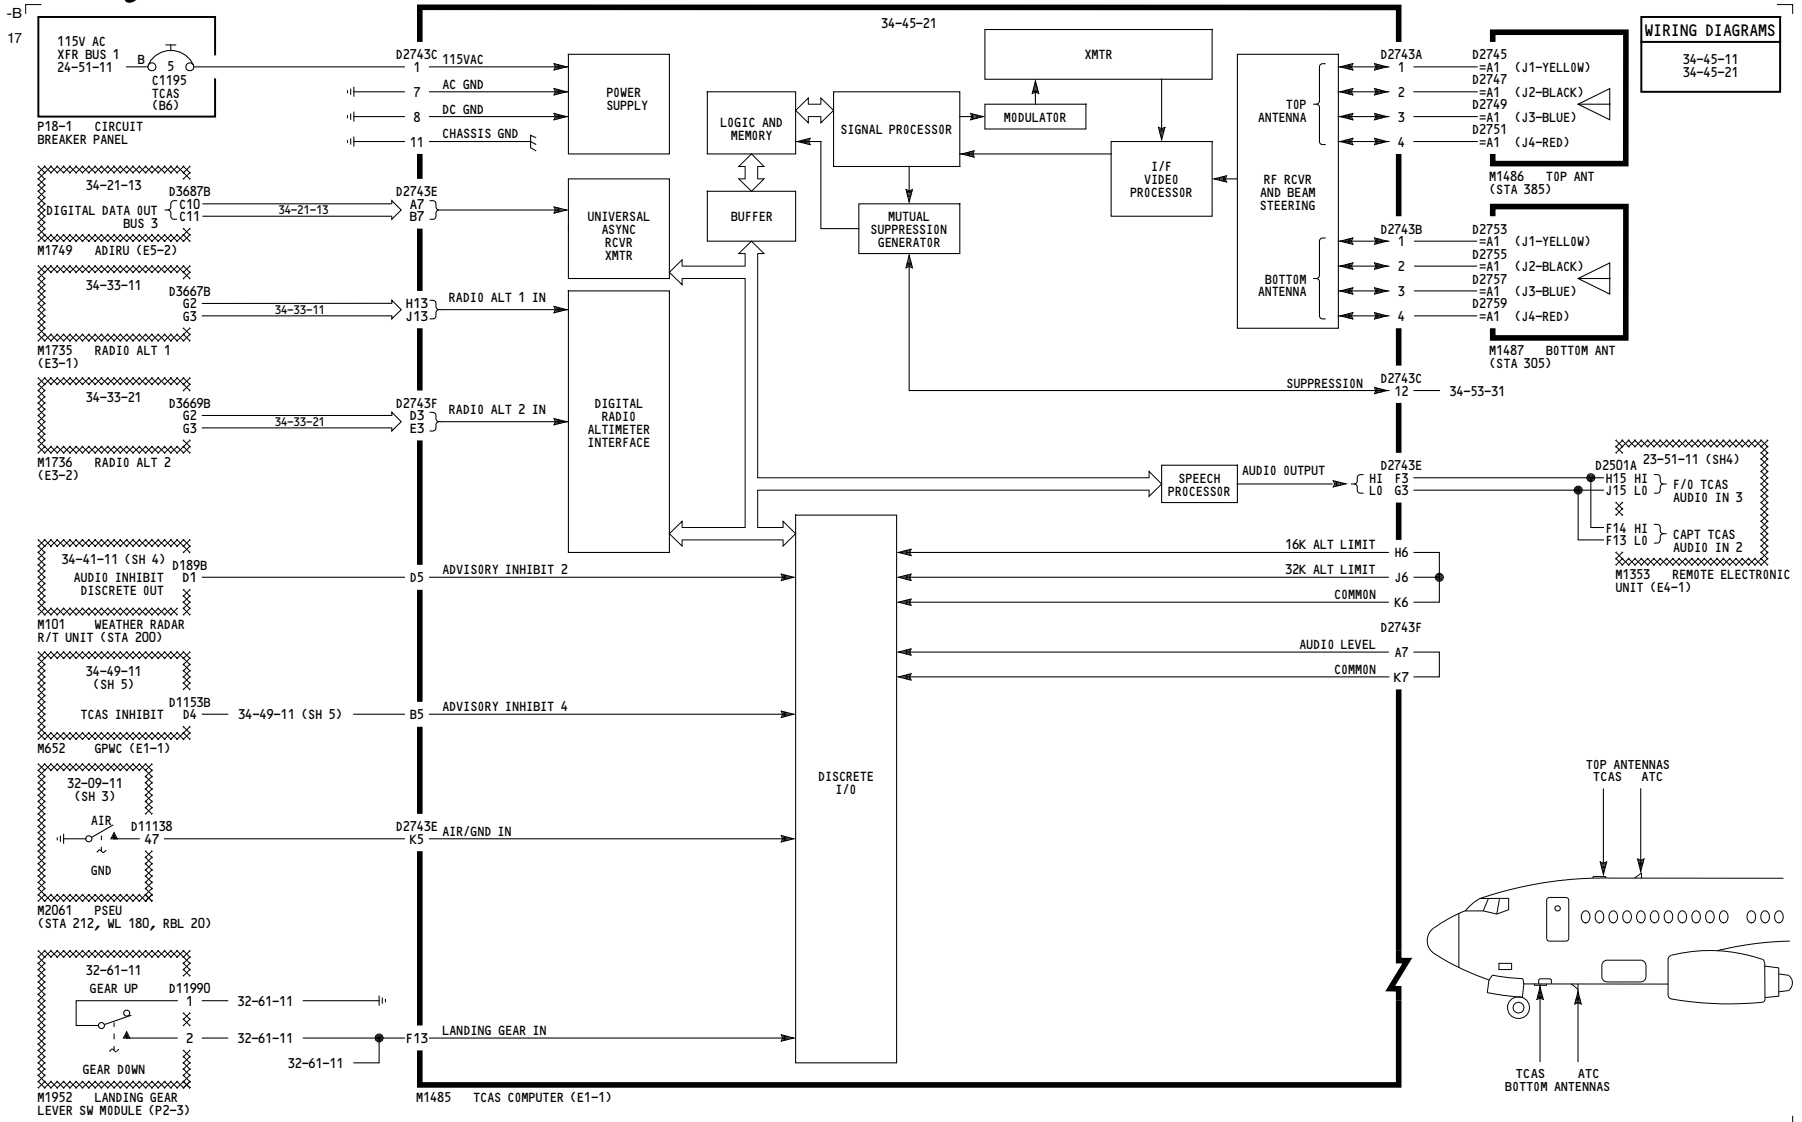 -B
17
34-45-21
WIRING DIAGRAMS
34-45-11
34-45-21
115V AC
XFR BUS 1
24-51-11
B
5
C1195
TCAS
(B6)
P18-1 CIRCUIT
BREAKER PANEL
D2743C
1 115VAC
7 AC GND
8 DC GND
11 CHASSIS GND
POWER
SUPPLY
34-21-13
DIGITAL DATA OUT
BUS 3
D3687B
C10
C11
34-21-13
M1749 ADIRU (E5-2)
D2743E
A7
B7
UNIVERSAL
ASYNC
RCVR
XMTR
34-33-11
D3667B
G2
G3
34-33-11
M1735 RADIO ALT 1
(E3-1)
H13
J13
RADIO ALT 1 IN
34-33-21
D3669B
G2
G3
34-33-21
M1736 RADIO ALT 2
(E3-2)
D2743F
D3
E3
RADIO ALT 2 IN
DIGITAL
RADIO
ALTIMETER
INTERFACE
LOGIC AND
MEMORY
SIGNAL PROCESSOR
BUFFER
MUTUAL
SUPPRESSION
GENERATOR
XMTR
MODULATOR
I/F
VIDEO
PROCESSOR
RF RCVR
AND BEAM
STEERING
TOP
ANTENNA
BOTTOM
ANTENNA
D2743A
1
2
3
4
D2745
=A1 (J1-YELLOW)
D2747
=A1 (J2-BLACK)
D2749
=A1 (J3-BLUE)
D2751
=A1 (J4-RED)
M1486 TOP ANT
(STA 385)
D2743B
1
2
3
4
D2753
=A1 (J1-YELLOW)
D2755
=A1 (J2-BLACK)
D2757
=A1 (J3-BLUE)
D2759
=A1 (J4-RED)
M1487 BOTTOM ANT
(STA 305)
SUPPRESSION
D2743C
12
34-53-31
SPEECH
PROCESSOR
AUDIO OUTPUT
D2743E
HI F3
LO G3
D2501A
23-51-11 (SH4)
H15 HI
J15 LO
F/O TCAS
AUDIO IN 3
F14 HI
F13 LO
CAPT TCAS
AUDIO IN 2
M1353 REMOTE ELECTRONIC
UNIT (E4-1)
16K ALT LIMIT H6
32K ALT LIMIT J6
COMMON K6
D2743F
AUDIO LEVEL A7
COMMON K7
34-41-11 (SH 4)
AUDIO INHIBIT
DISCRETE OUT
D189B
D1
M101 WEATHER RADAR
R/T UNIT (STA 200)
D5 ADVISORY INHIBIT 2
34-49-11
(SH 5)
TCAS INHIBIT
D1153B
D4
34-49-11 (SH 5)
M652 GPWC (E1-1)
B5 ADVISORY INHIBIT 4
32-09-11
(SH 3)
AIR
GND
D11138
47
M2061 PSEU
(STA 212, WL 180, RBL 20)
D2743E
K5 AIR/GND IN
DISCRETE
I/O
32-61-11
GEAR UP
D11990
1
32-61-11
2
32-61-11
32-61-11
GEAR DOWN
M1952 LANDING GEAR
LEVER SW MODULE (P2-3)
F13 LANDING GEAR IN
M1485 TCAS COMPUTER (E1-1)
TOP ANTENNAS
TCAS ATC
TCAS ATC
BOTTOM ANTENNAS